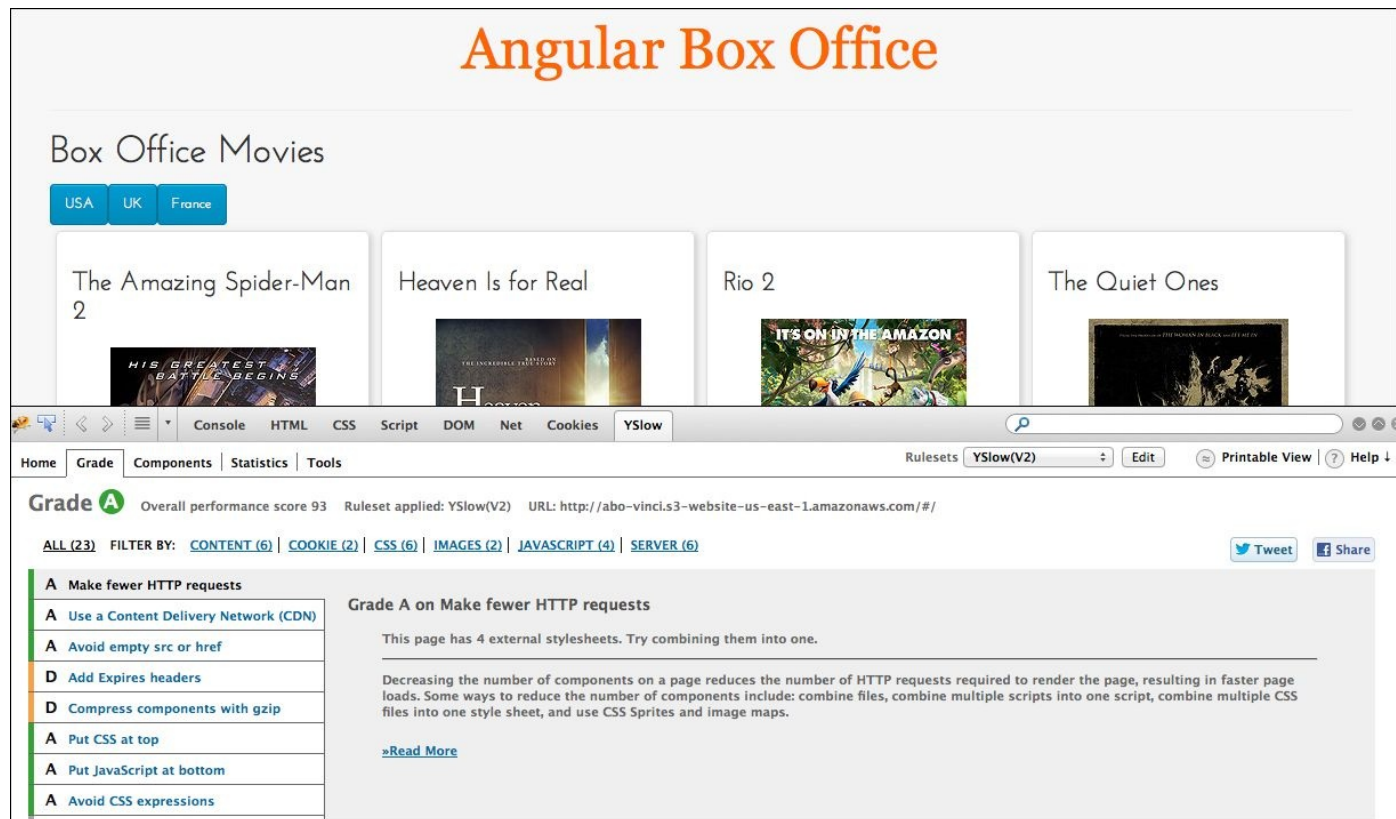 Angular Box Office
Box Office Movies
USA UK France
The Amazing Spider-Man
2
Heaven Is for Real
Rio 2
The Quiet Ones
HIS GREATEST
BATTLE BEGINS
BASED ON
THE INCREDIBLE TRUE STORY
Heaven
IT'S ON IN THE AMAZON
Console HTML CSS Script DOM Net Cookies YSlow
Home Grade Components Statistics Tools
Rulesets YSlow(V2) Edit Printable View ? Help ↓
Grade A Overall performance score 93 Ruleset applied: YSlow(V2) URL: http://abo-vinci.s3-website-us-east-1.amazonaws.com/#/
ALL (23) FILTER BY: CONTENT (6) | COOKIE (2) | CSS (6) | IMAGES (2) | JAVASCRIPT (4) | SERVER (6)
Tweet Share
A Make fewer HTTP requests
A Use a Content Delivery Network (CDN)
A Avoid empty src or href
D Add Expires headers
D Compress components with gzip
A Put CSS at top
A Put JavaScript at bottom
A Avoid CSS expressions
Grade A on Make fewer HTTP requests
This page has 4 external stylesheets. Try combining them into one.
Decreasing the number of components on a page reduces the number of HTTP requests required to render the page, resulting in faster page
loads. Some ways to reduce the number of components include: combine files, combine multiple scripts into one script, combine multiple CSS
files into one style sheet, and use CSS Sprites and image maps.
»Read More